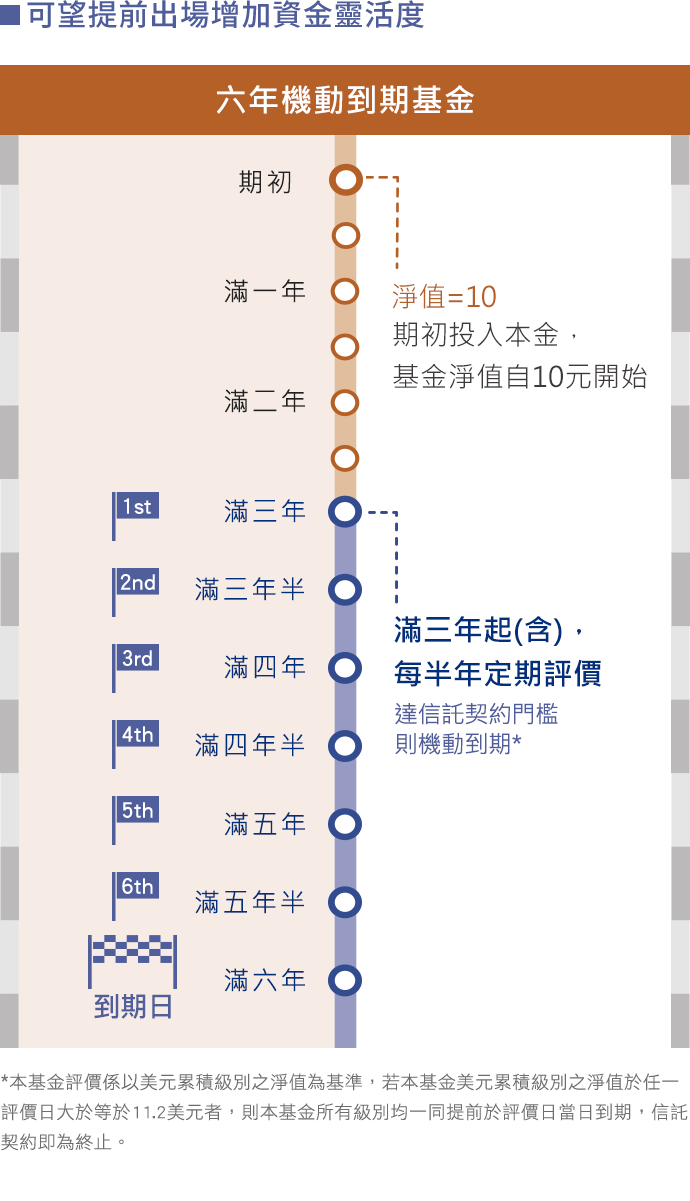 可望提前出場增加資金靈活度
六年機動到期基金
期初
滿一年
淨值=10
期初投入本金，
基金淨值自10元開始
滿二年
1st
滿三年
2nd
滿三年半
滿三年起(含)，
每半年定期評價
達信託契約門檻
則機動到期*
3rd
滿四年
4th
滿四年半
5th
滿五年
6th
滿五年半
滿六年
到期日
*本基金評價係以美元累積級別之淨值為基準，若本基金美元累積級別之淨值於任一
評價日大於等於11.2美元者，則本基金所有級別均一同提前於評價日當日到期，信託
契約即為終止。